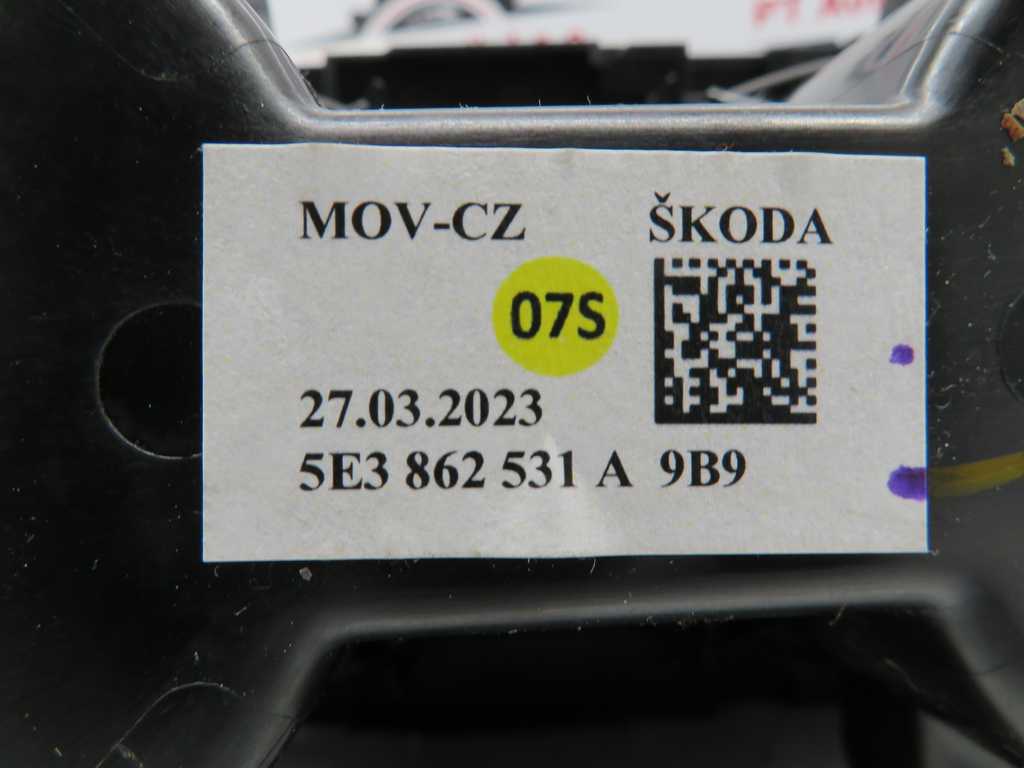 MOV-CZ
ŠKODA
07S
27.03.2023
5E3 862 531 A 9B9